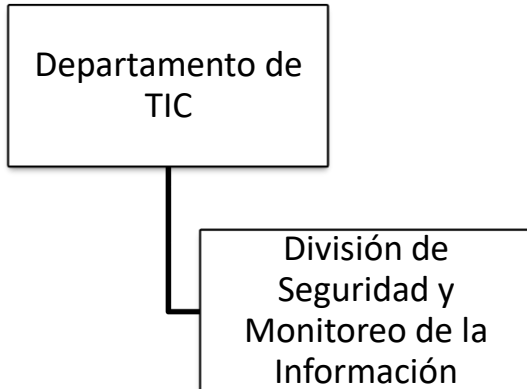 Departamento de
TIC
División de
Seguridad y
Monitoreo de la
Información